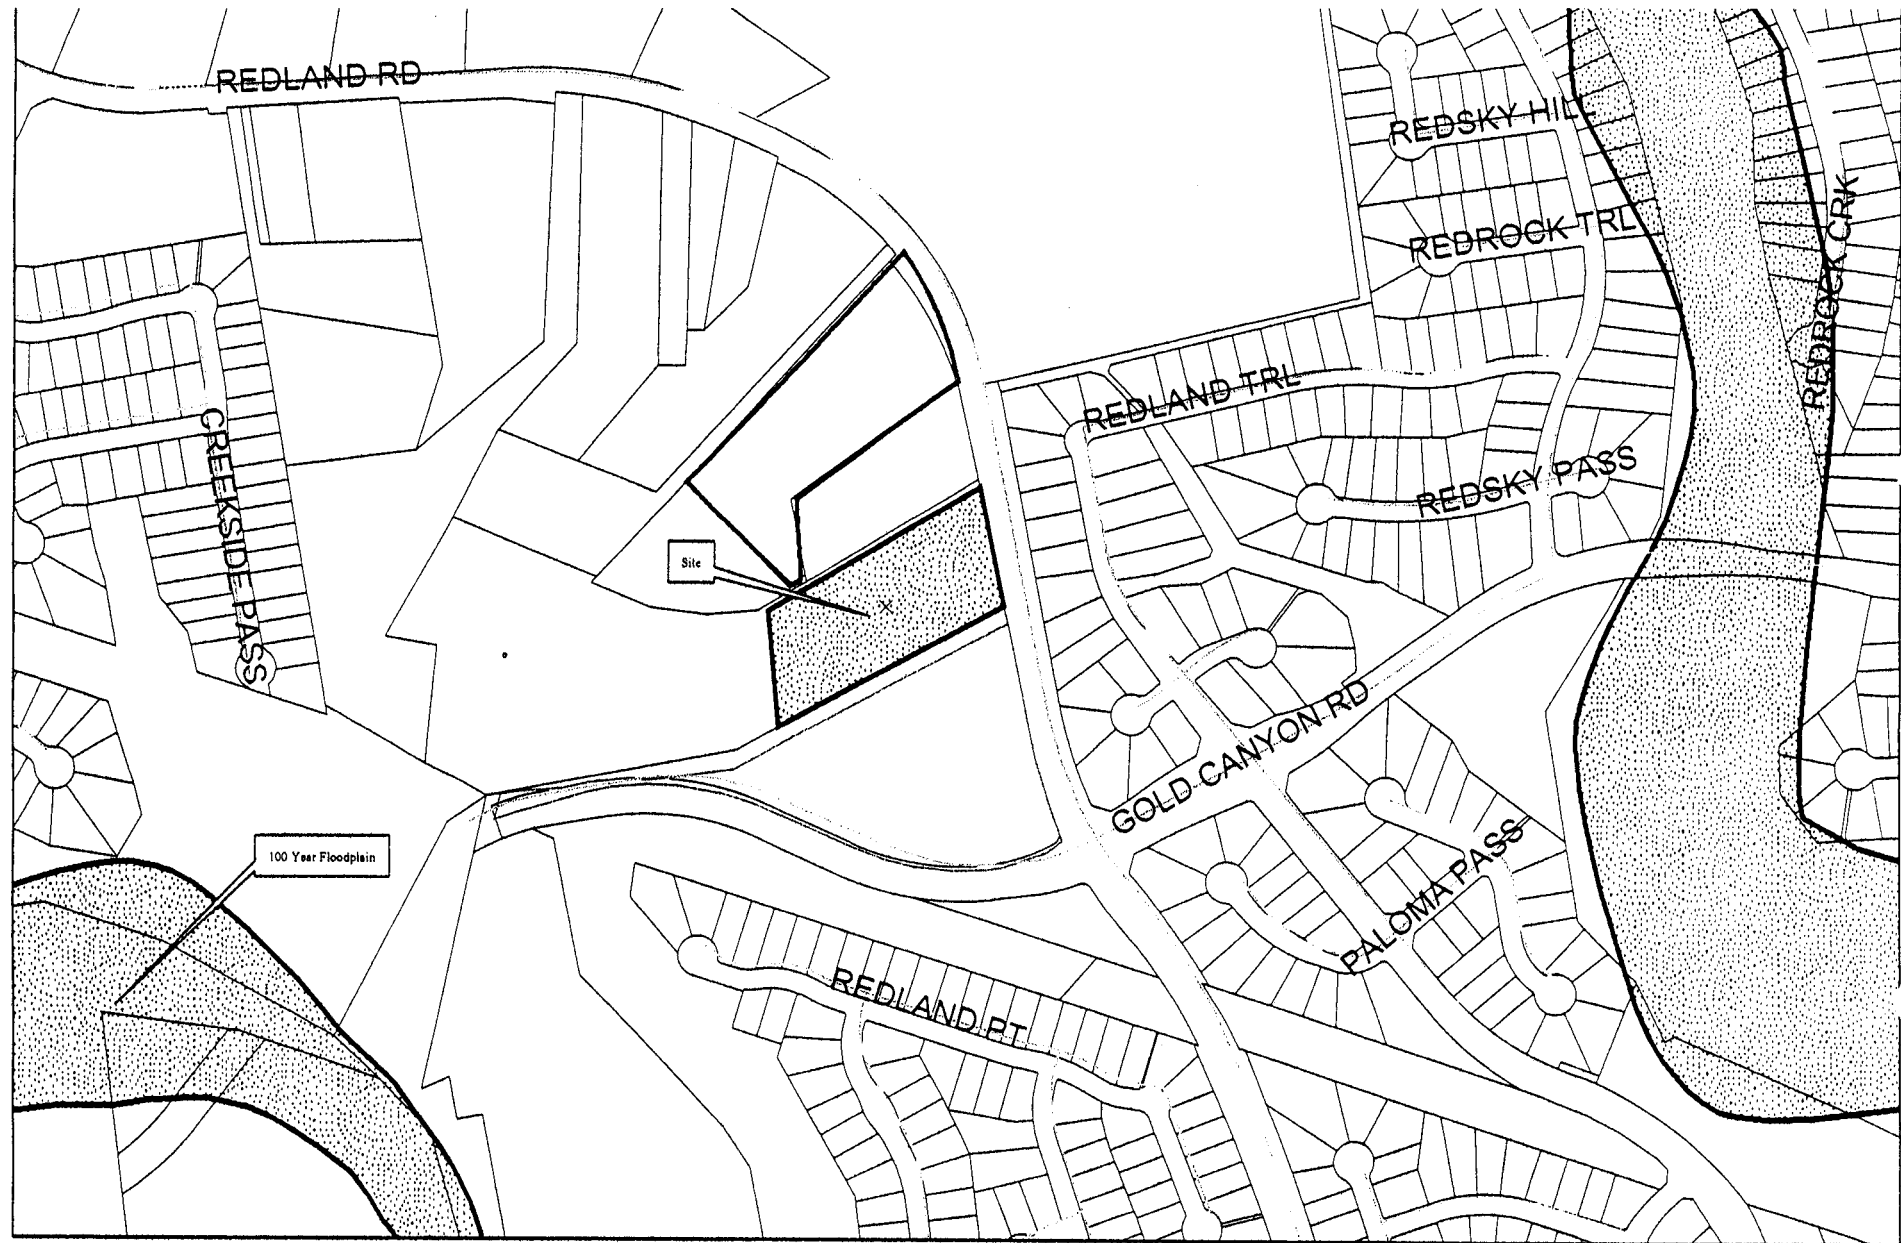 REDLAND RD
REDSKY HILL
REDROCK TRL
REDROCK CRK
REDLAND TRL
CREEKSIDE PASS
REDSKY PASS
Site
X
GOLD CANYON RD
100 Year Floodplain
PALOMA PASS
REDLAND PT